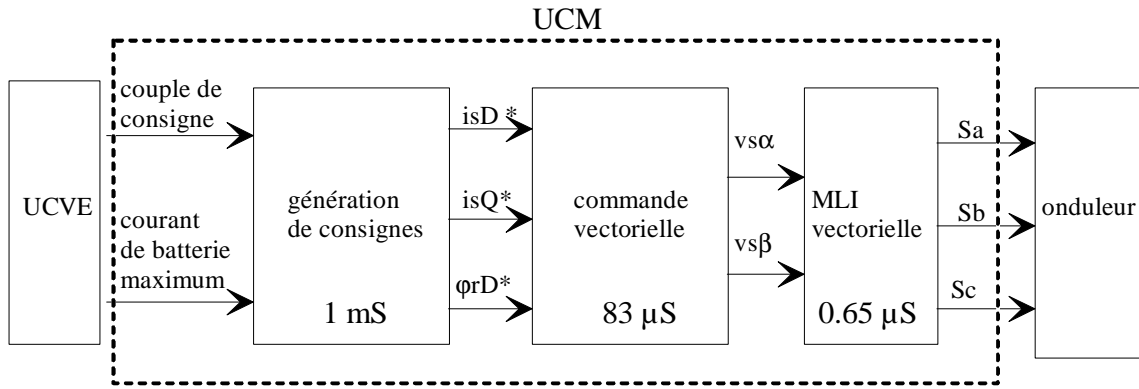 UCM
UCVE
couple de
consigne
courant
de batterie
maximum
génération
de consignes
1 mS
isD *
isQ*
φrD*
commande
vectorielle
83 µS
vsα
vsβ
MLI
vectorielle
0.65 µS
Sa
Sb
Sc
onduleur